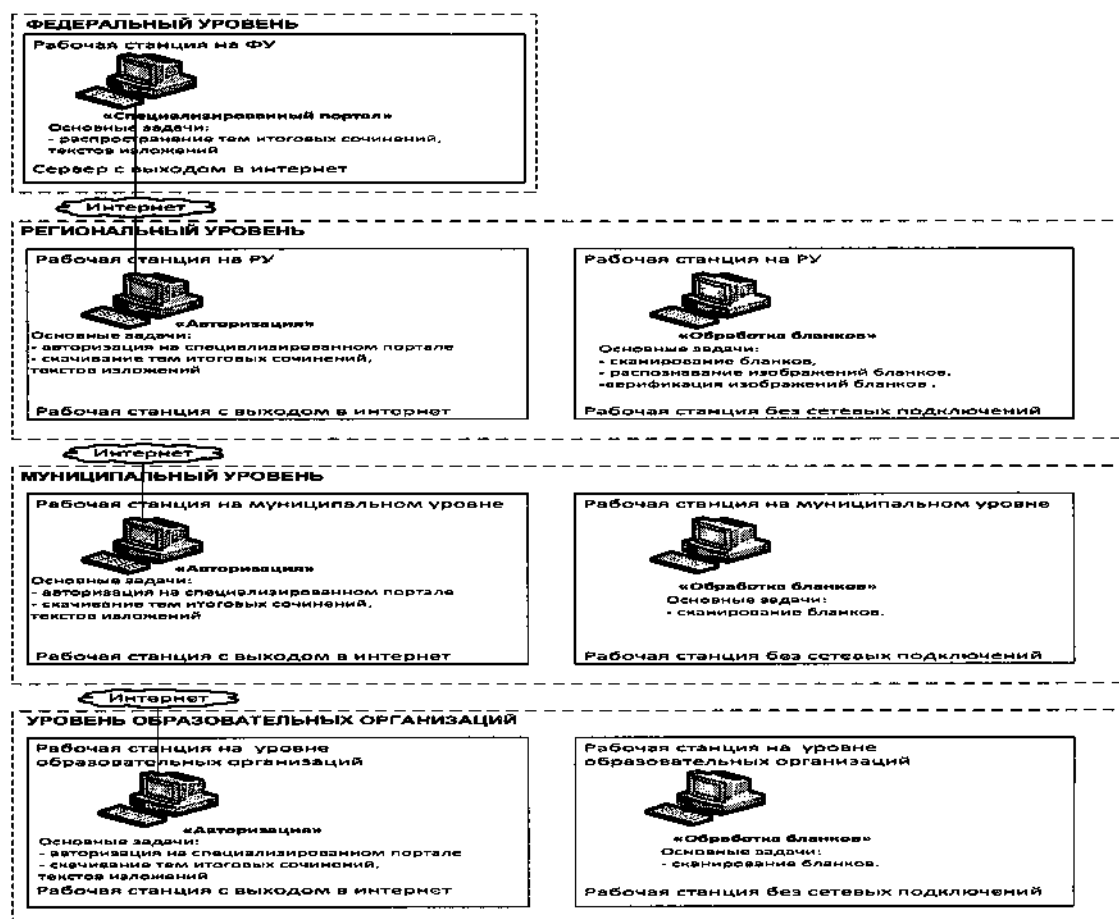 ФЕДЕРАЛЬНЫЙ УРОВЕНЬ
Рабочая станция на ФУ
«Специализированный портал»
Основные задачи:
- распространение тем итоговых сочинений,
текстов изложений
Сервер с выходом в интернет
Интернет
РЕГИОНАЛЬНЫЙ УРОВЕНЬ
Рабочая станция на РУ
«Авторизация»
Основные задачи:
- авторизация на специализированном портале
- скачивание тем итоговых сочинений,
текстов изложений
Рабочая станция с выходом в интернет
Рабочая станция на РУ
«Обработка бланков»
Основные задачи:
- сканирование бланков,
- распознавание изображений бланков,
-верификация изображений бланков .
Рабочая станция без сетевых подключений
Интернет
МУНИЦИПАЛЬНЫЙ УРОВЕНЬ
Рабочая станция на муниципальном уровне
«Авторизация»
Основные задачи:
- авторизация на специализированном портале
- скачивание тем итоговых сочинений,
текстов изложений
Рабочая станция с выходом в интернет
Рабочая станция на муниципальном уровне
«Обработка бланков»
Основные задачи:
- сканирование бланков.
Рабочая станция без сетевых подключений
Интернет
УРОВЕНЬ ОБРАЗОВАТЕЛЬНЫХ ОРГАНИЗАЦИЙ
Рабочая станция на уровне
образовательных организаций
«Авторизация»
Основные задачи:
- авторизация на специализированном портале
- скачивание тем итоговых сочинений,
текстов изложений
Рабочая станция с выходом в интернет
Рабочая станция на уровне
образовательных организаций
«Обработка бланков»
Основные задачи:
- сканирование бланков.
Рабочая станция без сетевых подключений